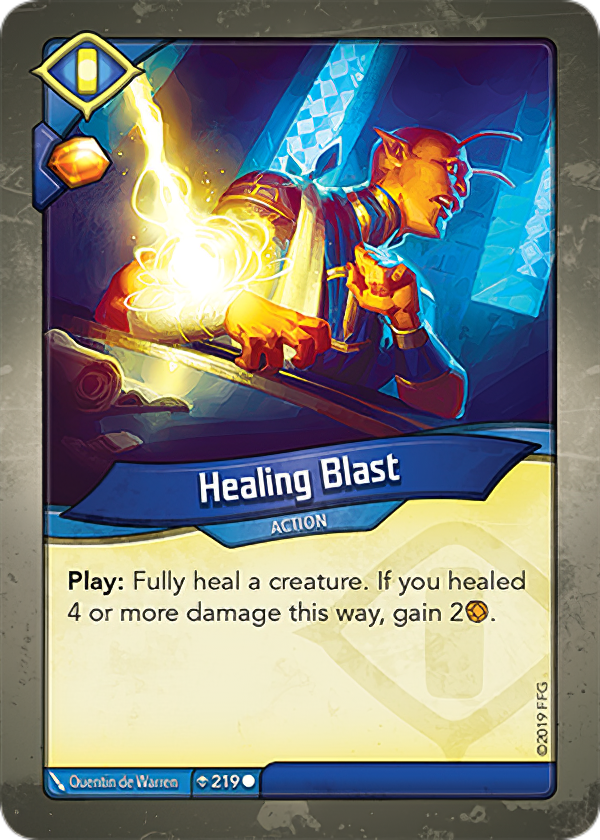 Healing Blast
ACTION
Play: Fully heal a creature. If you healed
4 or more damage this way, gain 2.
©2019 FFG
Quentin de Warren
219